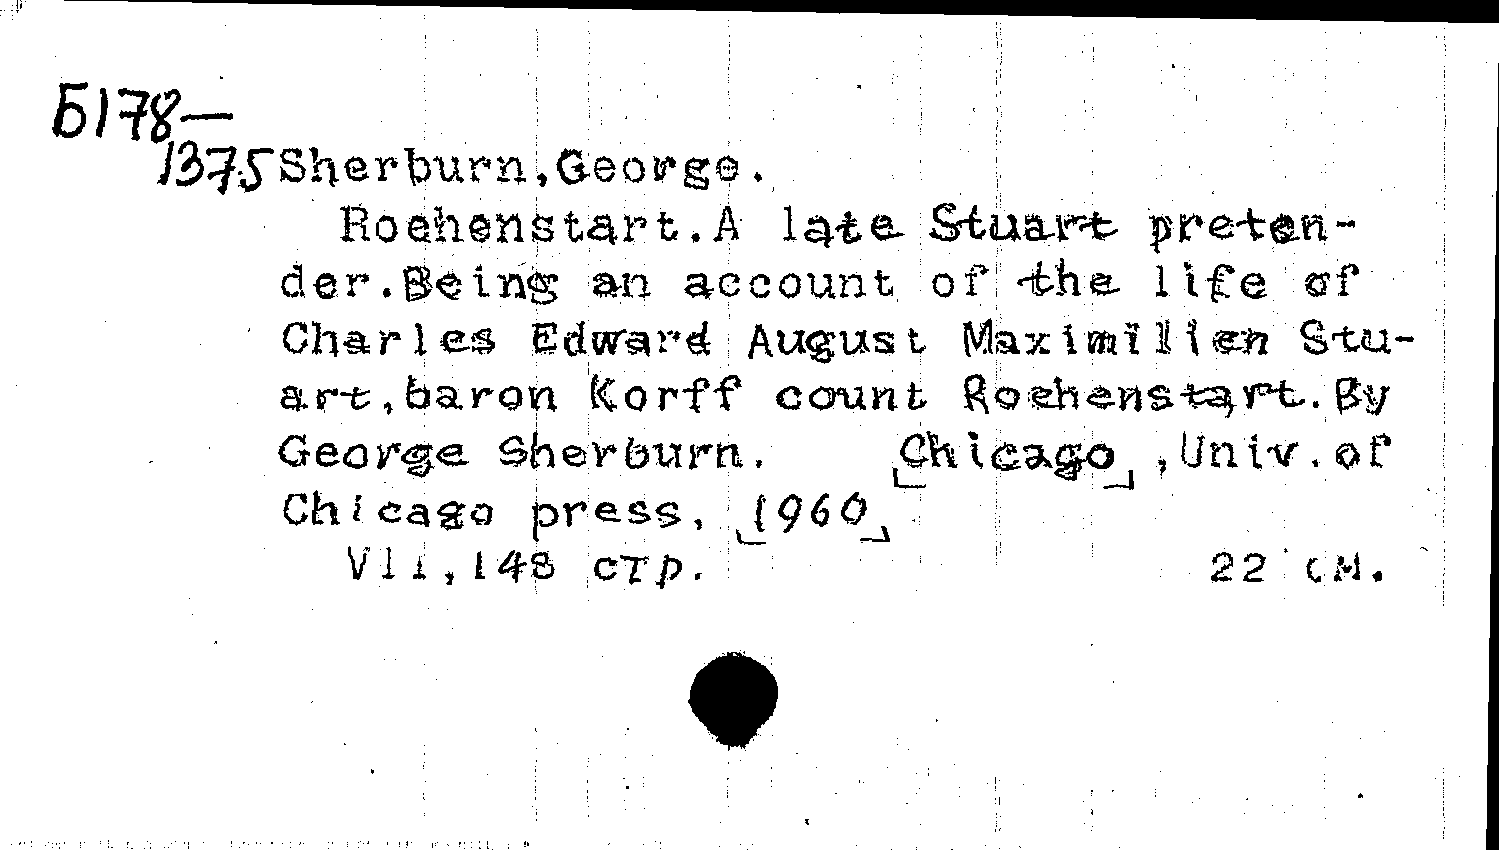 Б178—
1375 Sherburn,George.
Roehenstart.A late Stuart preten-
der.Being an account of the life of
Charles Edward August Maximilien Stu-
art,baron Korff count Roehenstart.By
George Sherburn. [Chicago],Univ.of
Chicago press, [1960]
VII,148 стр. 22 см.